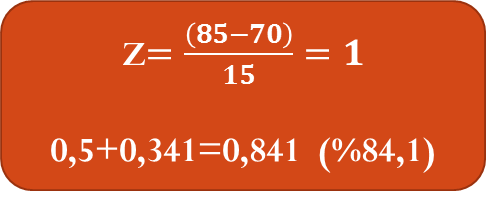 Z= (85−70)/15 = 1
0,5+0,341=0,841 (%84,1)